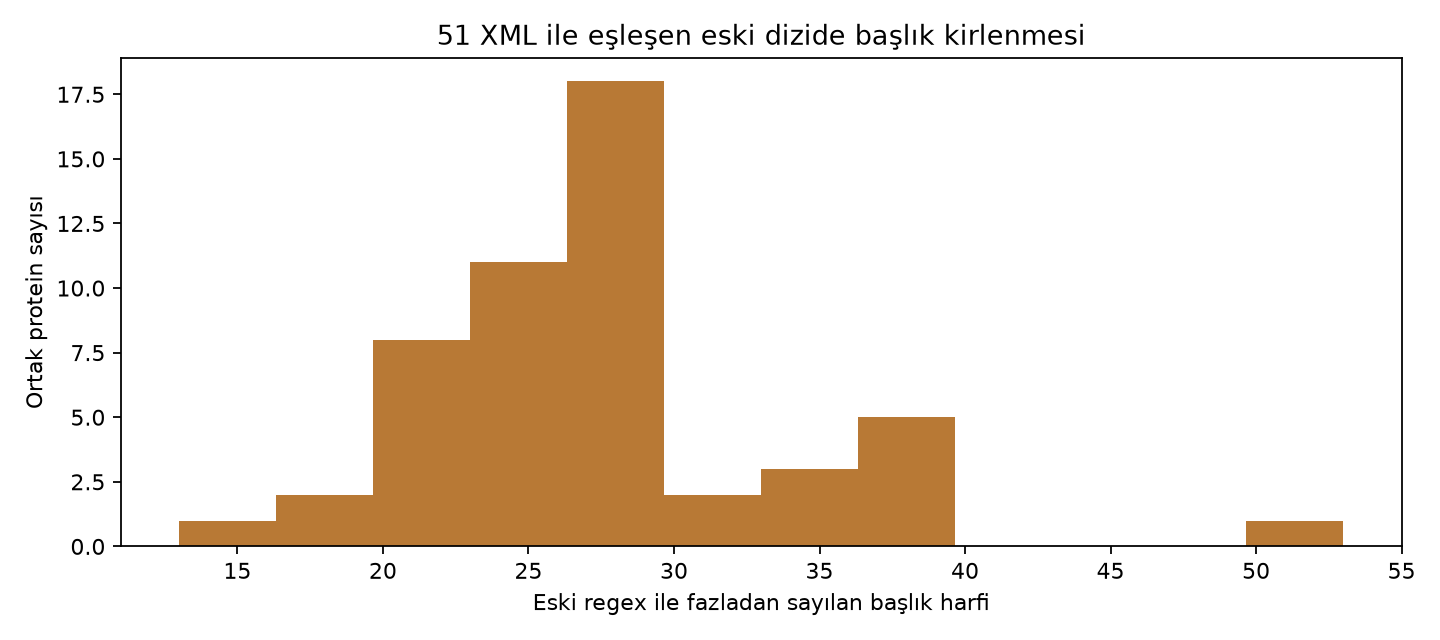 51 XML ile eşleşen eski dizide başlık kirlenmesi
Ortak protein sayısı
17.5
15.0
12.5
10.0
7.5
5.0
2.5
0.0
15 20 25 30 35 40 45 50 55
Eski regex ile fazladan sayılan başlık harfi